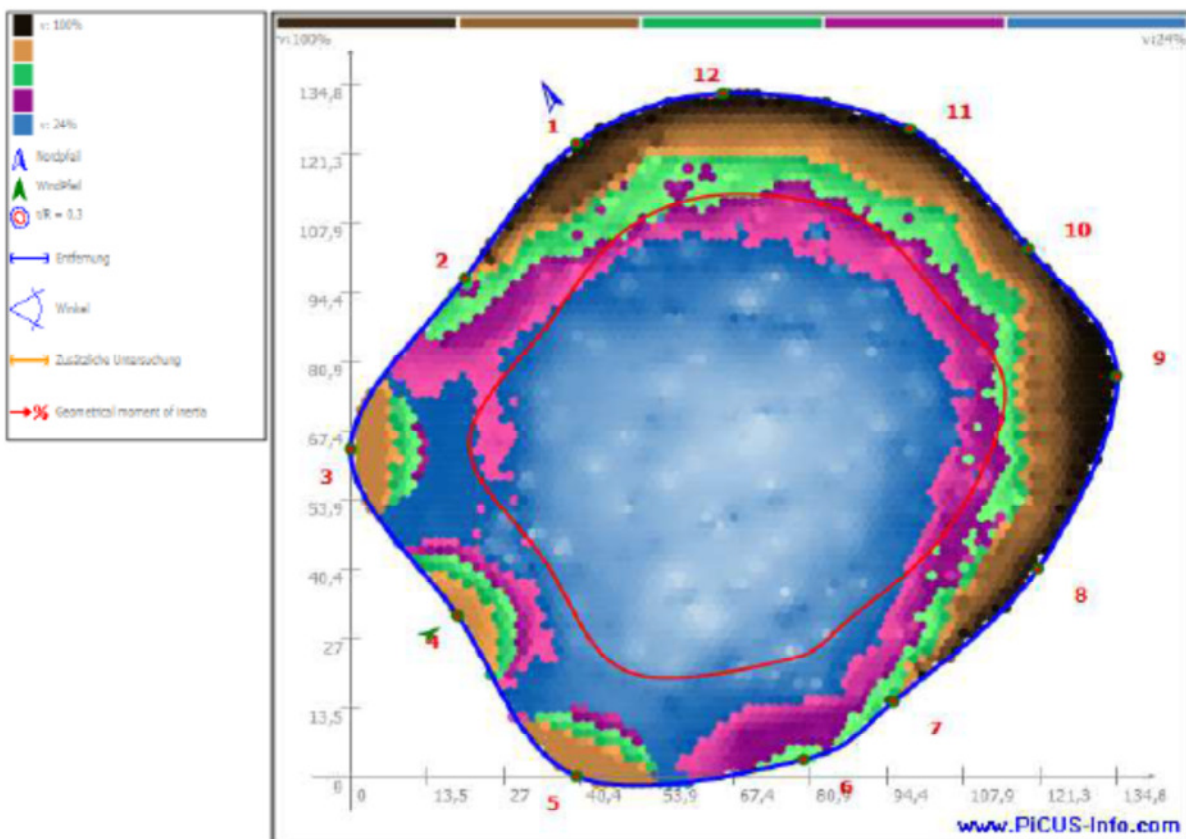 v: 100%
v: 24%
Nordpfeil
Windpfeil
t/R = 0.3
Entfernung
Winkel
Zusätzliche Untersuchung
% Geometrical moment of inertia
v:100%
v:24%
134,8
121,3
107,9
94,4
80,9
67,4
53,9
40,4
27
13,5
0
0 13,5 27 40,4 53,9 67,4 80,9 94,4 107,9 121,3 134,8
12
11
1
10
2
9
3
8
4
7
6
5
www.PiCUS-Info.com